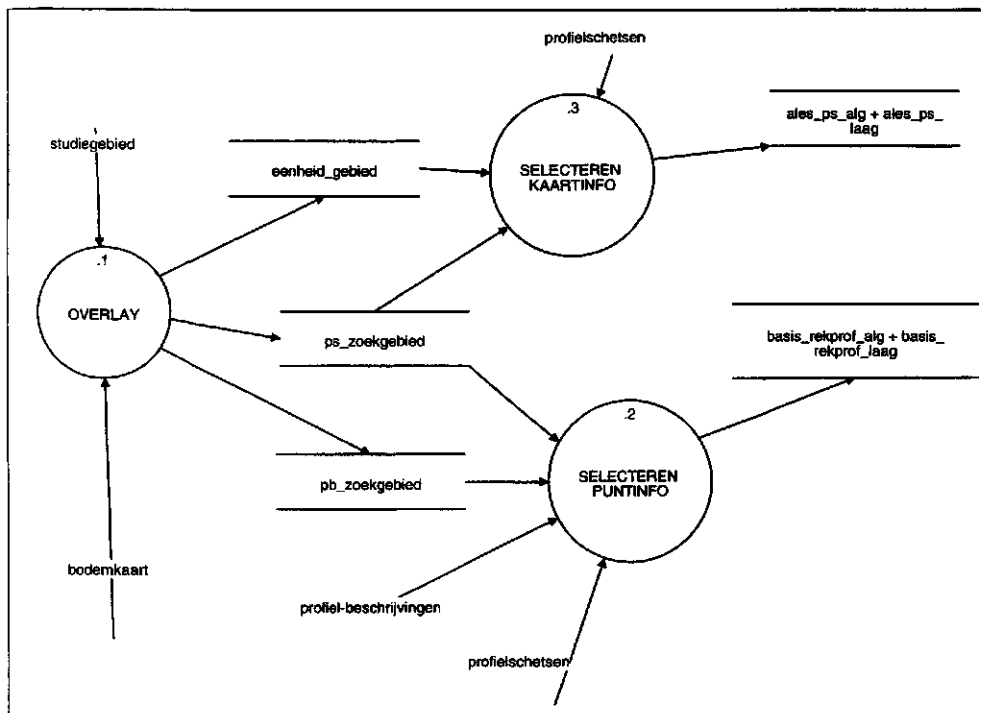 profielschetsen
.3
SELECTEREN
KAARTINFO
ales_ps_alg + ales_ps_
laag
studiegebied
eenheid_gebied
.1
OVERLAY
ps_zoekgebied
basis_rekprof_alg + basis_
rekprof_laag
.2
SELECTEREN
PUNTINFO
pb_zoekgebied
bodemkaart
profiel-beschrijvingen
profielschetsen